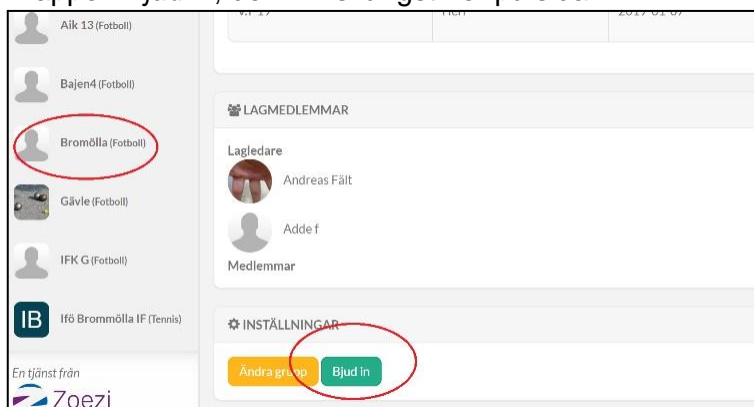 Aik 13 (Fotboll)
Bajen4 (Fotboll)
Bromölla (Fotboll)
Gävle (Fotboll)
IFK G (Fotboll)
IB
Ifö Brommölla IF (Tennis)
En tjänst från
Zoezi
LAGMEDLEMMAR
Lagledare
Andreas Fält
Adde f
Medlemmar
INSTÄLLNINGAR
Ändra grupp
Bjud in